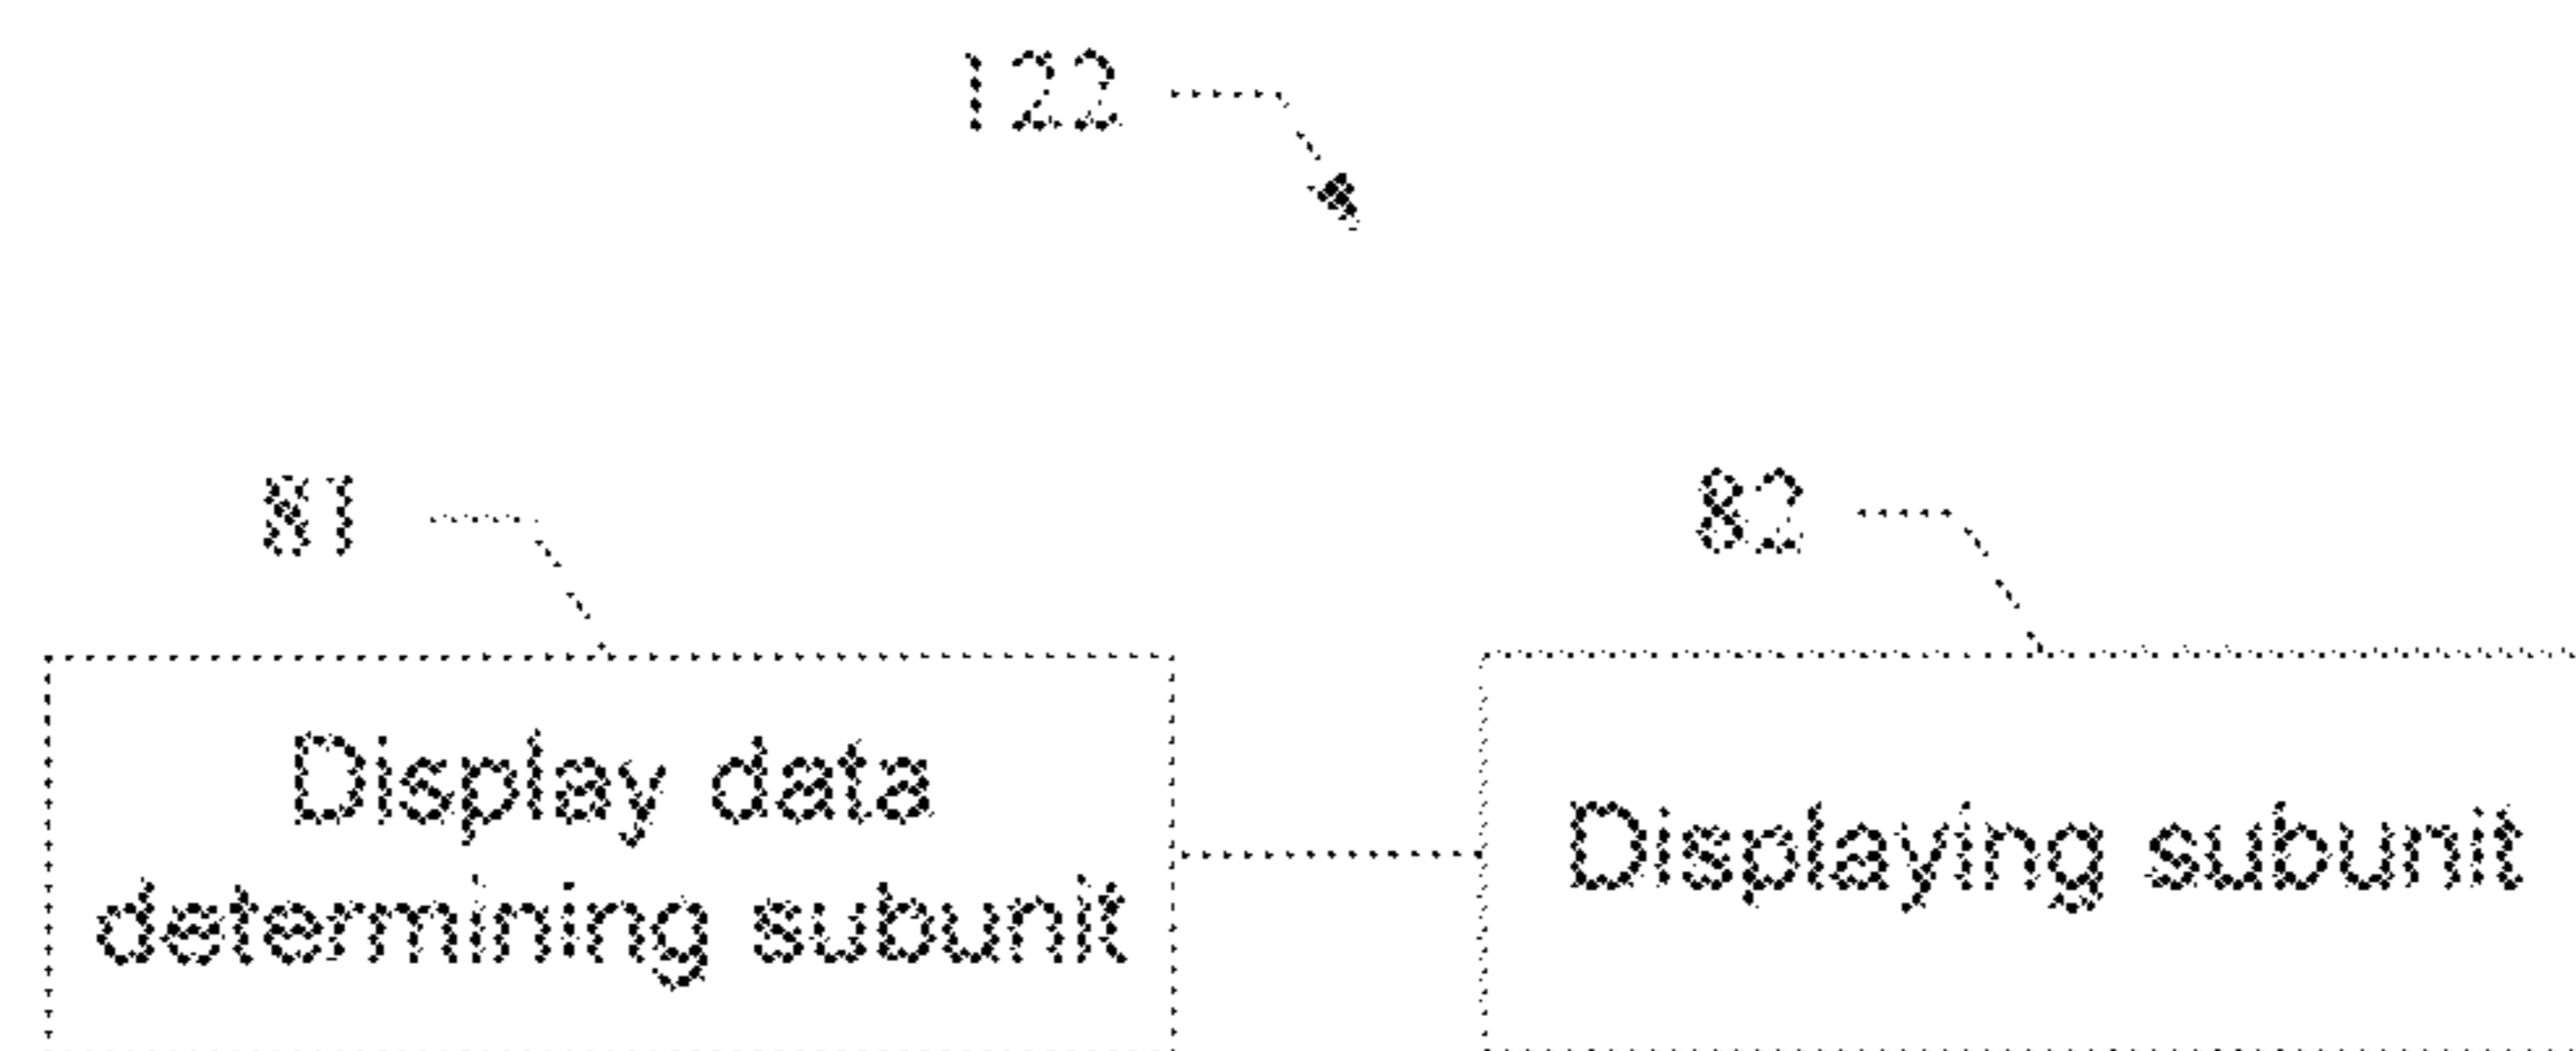 122
81
82
Display data
determining subunit
Displaying subunit